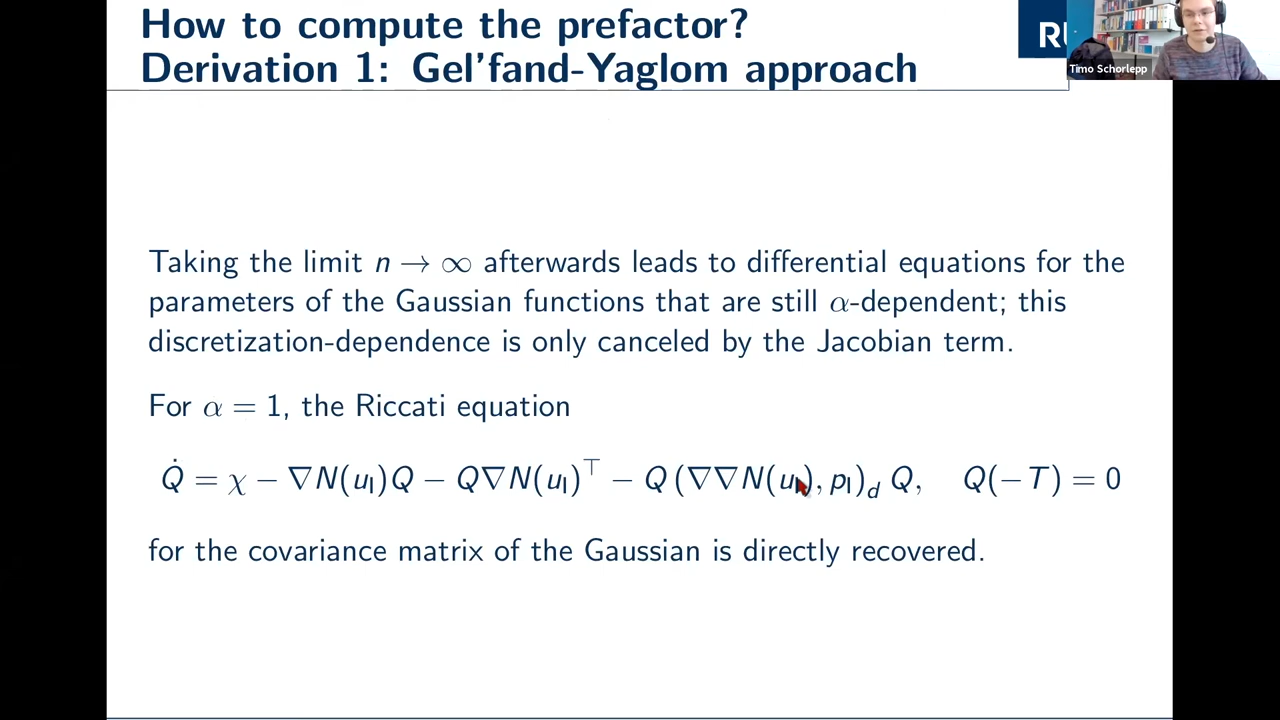 How to compute the prefactor?
Derivation 1: Gel'fand-Yaglom approach
Timo Schorlepp
Taking the limit n → ∞ afterwards leads to differential equations for the
parameters of the Gaussian functions that are still α-dependent; this
discretization-dependence is only canceled by the Jacobian term.
For α = 1, the Riccati equation
Q̇ = χ − ∇N(u_I)Q − Q∇N(u_I)^⊤ − Q (∇∇N(u_I), p_I)_d Q, Q(−T) = 0
for the covariance matrix of the Gaussian is directly recovered.